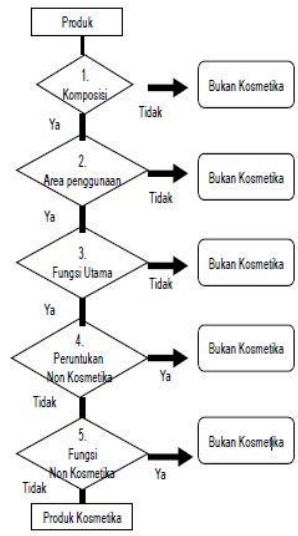 Produk
1.
Komposisi
Bukan Kosmetika
Tidak
Ya
2.
Area penggunaan
Bukan Kosmetika
Tidak
Ya
3.
Fungsi Utama
Bukan Kosmetika
Tidak
Ya
4.
Peruntukan
Non Kosmetika
Bukan Kosmetika
Ya
Tidak
5.
Fungsi
Non Kosmetika
Bukan Kosmetika
Ya
Tidak
Produk Kosmetika